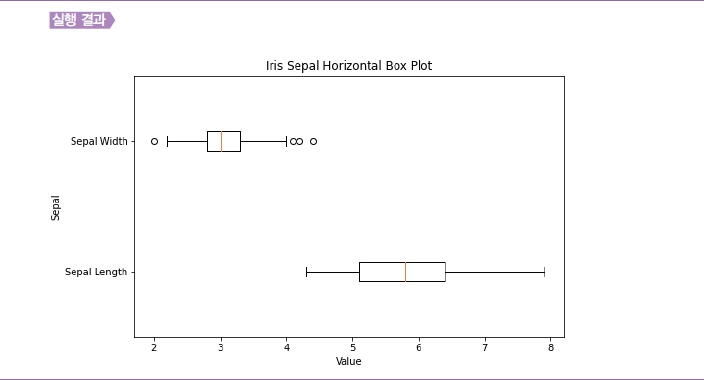 실행 결과
Iris Sepal Horizontal Box Plot
Sepal Width
Sepal
Sepal Length
2 3 4 5 6 7 8
Value